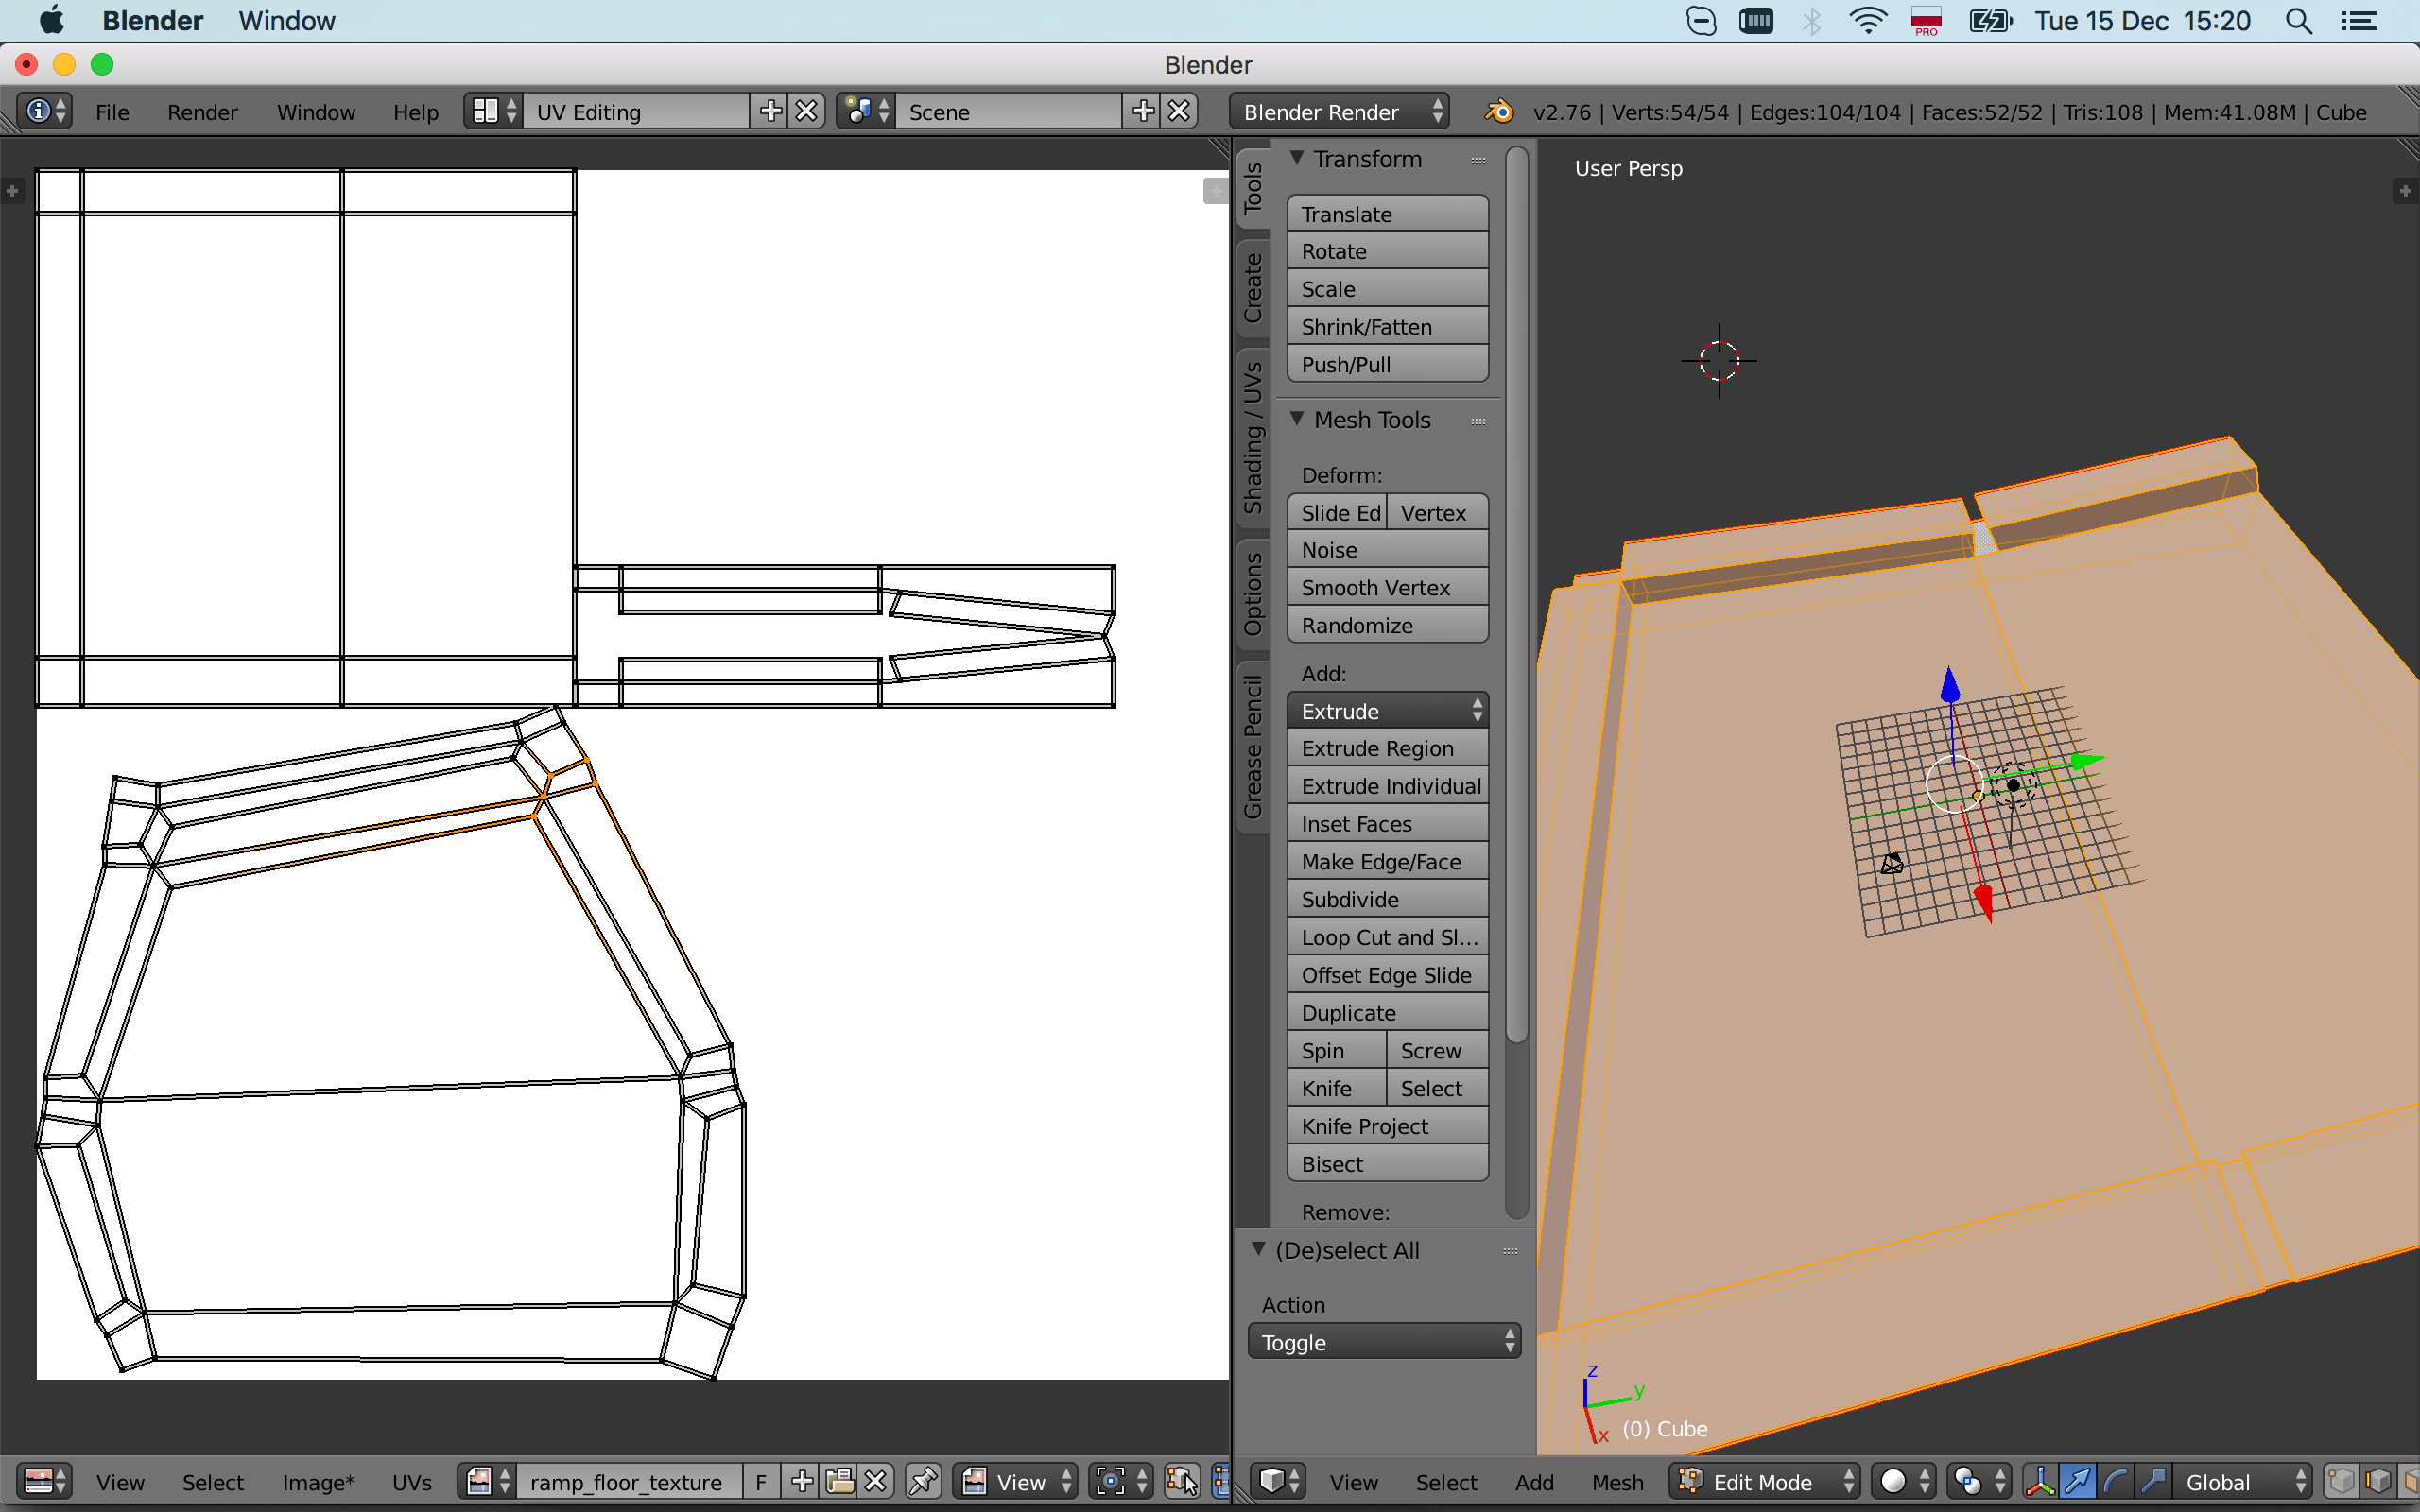 Blender Window PRO Tue 15 Dec 15:20
Blender
File Render Window Help UV Editing Scene Blender Render v2.76 | Verts:54/54 | Edges:104/104 | Faces:52/52 | Tris:108 | Mem:41.08M | Cube
Tools
Create
Shading / UVs
Options
Grease Pencil
Transform
Translate
Rotate
Scale
Shrink/Fatten
Push/Pull
Mesh Tools
Deform:
Slide Ed Vertex
Noise
Smooth Vertex
Randomize
Add:
Extrude
Extrude Region
Extrude Individual
Inset Faces
Make Edge/Face
Subdivide
Loop Cut and Sl...
Offset Edge Slide
Duplicate
Spin Screw
Knife Select
Knife Project
Bisect
Remove:
(De)select All
Action
Toggle
User Persp
z
y
x
(0) Cube
View Select Image* UVs ramp_floor_texture F View
View Select Add Mesh Edit Mode Global